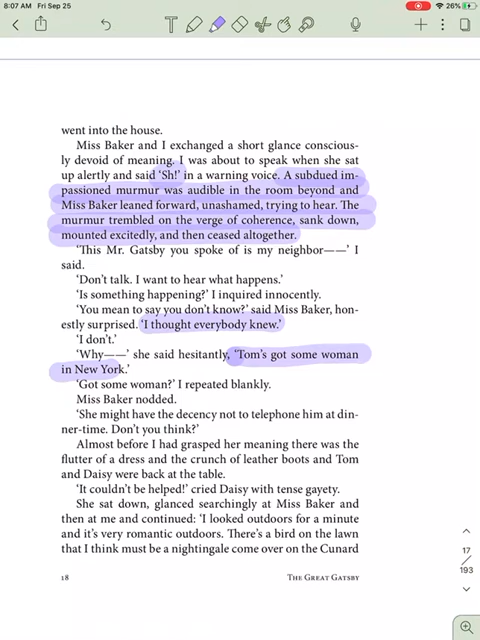 8:07 AM Fri Sep 25
26%
went into the house.
Miss Baker and I exchanged a short glance conscious-
ly devoid of meaning. I was about to speak when she sat
up alertly and said ‘Sh!’ in a warning voice. A subdued im-
passioned murmur was audible in the room beyond and
Miss Baker leaned forward, unashamed, trying to hear. The
murmur trembled on the verge of coherence, sank down,
mounted excitedly, and then ceased altogether.
‘This Mr. Gatsby you spoke of is my neighbor——’ I
said.
‘Don’t talk. I want to hear what happens.’
‘Is something happening?’ I inquired innocently.
‘You mean to say you don’t know?’ said Miss Baker, hon-
estly surprised. ‘I thought everybody knew.’
‘I don’t.’
‘Why——’ she said hesitantly, ‘Tom’s got some woman
in New York.’
‘Got some woman?’ I repeated blankly.
Miss Baker nodded.
‘She might have the decency not to telephone him at din-
ner-time. Don’t you think?’
Almost before I had grasped her meaning there was the
flutter of a dress and the crunch of leather boots and Tom
and Daisy were back at the table.
‘It couldn’t be helped!’ cried Daisy with tense gayety.
She sat down, glanced searchingly at Miss Baker and
then at me and continued: ‘I looked outdoors for a minute
and it’s very romantic outdoors. There’s a bird on the lawn
that I think must be a nightingale come over on the Cunard
17
/
193
18 The Great Gatsby